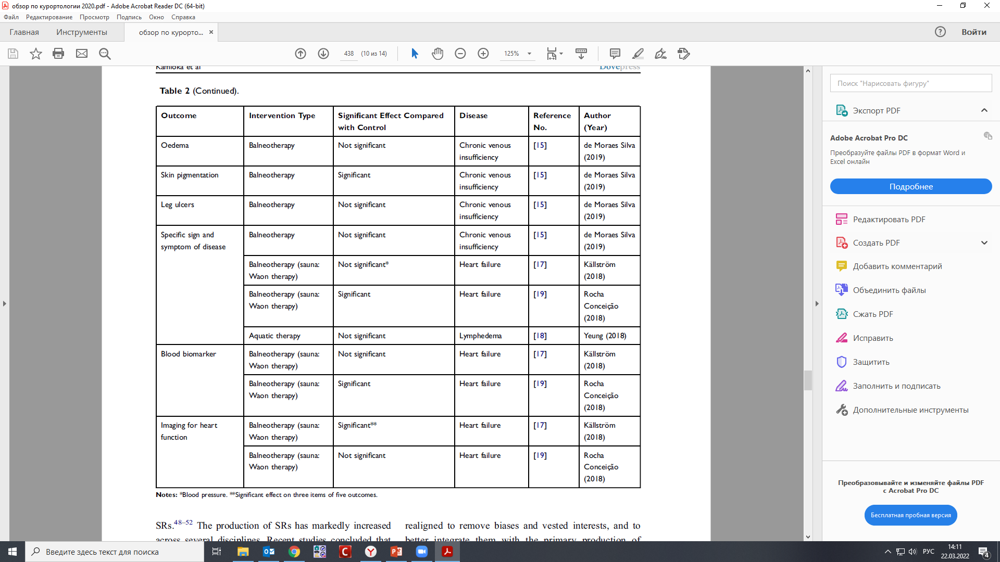 обзор по курортологии 2020.pdf - Adobe Acrobat Reader DC (64-bit)
Файл Редактирование Просмотр Подпись Окно Справка
Главная Инструменты обзор по курорто... × ? Войти
438 (10 из 14) 125%
Kamioka et al Dovepress
Table 2 (Continued).
Outcome Intervention Type Significant Effect Compared with Control Disease Reference No. Author (Year)
Oedema Balneotherapy Not significant Chronic venous insufficiency [15] de Moraes Silva (2019)
Skin pigmentation Balneotherapy Significant Chronic venous insufficiency [15] de Moraes Silva (2019)
Leg ulcers Balneotherapy Not significant Chronic venous insufficiency [15] de Moraes Silva (2019)
Specific sign and symptom of disease Balneotherapy Not significant Chronic venous insufficiency [15] de Moraes Silva (2019)
Balneotherapy (sauna: Waon therapy) Not significant* Heart failure [17] Källström (2018)
Balneotherapy (sauna: Waon therapy) Significant Heart failure [19] Rocha Conceição (2018)
Aquatic therapy Not significant Lymphedema [18] Yeung (2018)
Blood biomarker Balneotherapy (sauna: Waon therapy) Not significant Heart failure [17] Källström (2018)
Balneotherapy (sauna: Waon therapy) Significant Heart failure [19] Rocha Conceição (2018)
Imaging for heart function Balneotherapy (sauna: Waon therapy) Significant** Heart failure [17] Källström (2018)
Balneotherapy (sauna: Waon therapy) Not significant Heart failure [19] Rocha Conceição (2018)
Notes: *Blood pressure. **Significant effect on three items of five outcomes.
SRs.48–52 The production of SRs has markedly increased
across several disciplines. Recent studies concluded that
realigned to remove biases and vested interests, and to
better integrate them with the primary production of
Поиск "Нарисовать фигуру"
Экспорт PDF
Adobe Acrobat Pro DC
Преобразуйте файлы PDF в формат Word и
Excel онлайн
Подробнее
Редактировать PDF
Создать PDF
Добавить комментарий
Объединить файлы
Сжать PDF
Исправить
Защитить
Заполнить и подписать
Дополнительные инструменты
Преобразовывайте и изменяйте файлы PDF
с Acrobat Pro DC
Бесплатная пробная версия
Введите здесь текст для поиска
РУС
14:11
22.03.2022
4